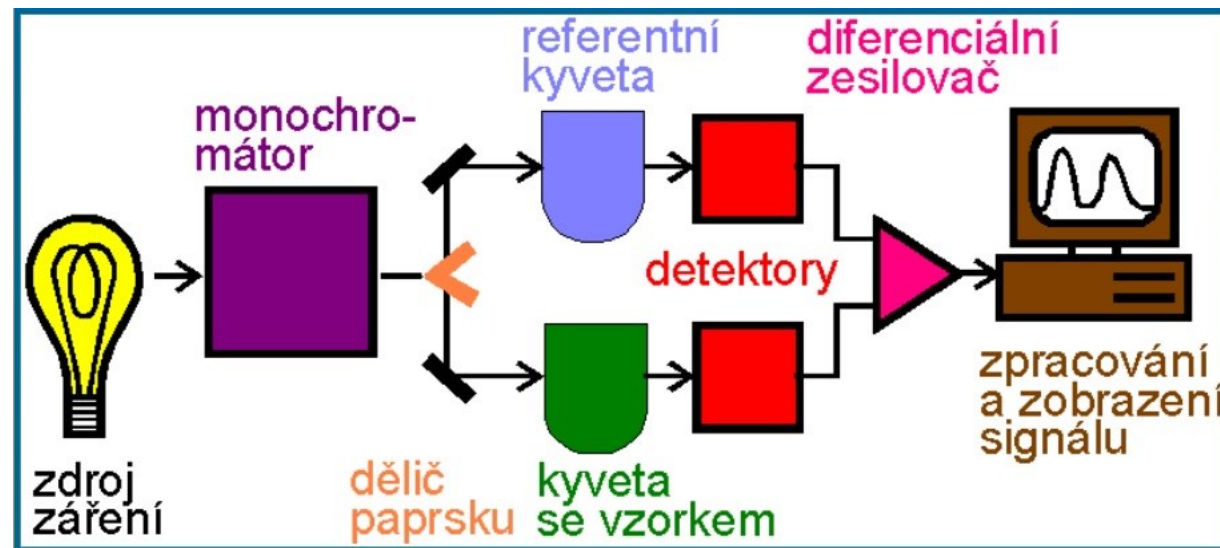 referentní
kyveta
diferenciální
zesilovač
monochro-
mátor
detektory
zpracování
a zobrazení
signálu
zdroj
záření
dělič
paprsku
kyveta
se vzorkem